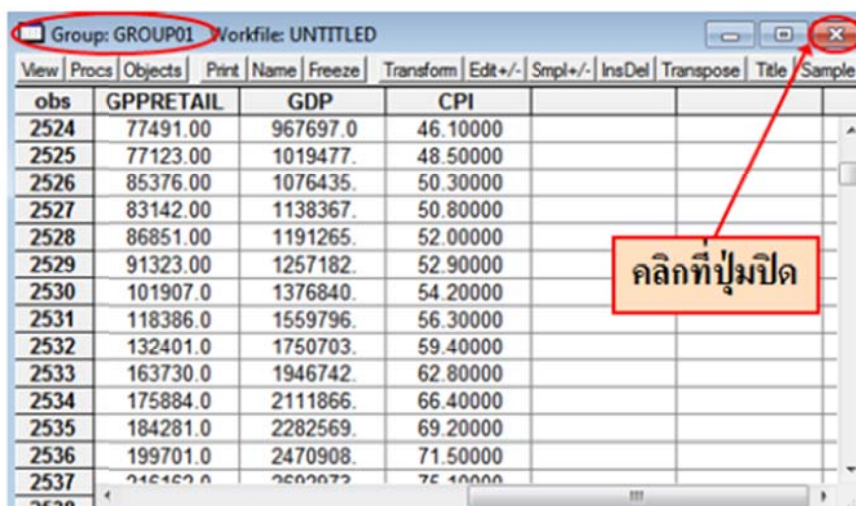 Group: GROUP01 Workfile: UNTITLED
View Procs Objects Print Name Freeze Transform Edit+/- Smpl+/- InsDel Transpose Title Sample
obs GPPRETAIL GDP CPI
2524 77491.00 967697.0 46.10000
2525 77123.00 1019477. 48.50000
2526 85376.00 1076435. 50.30000
2527 83142.00 1138367. 50.80000
2528 86851.00 1191265. 52.00000
2529 91323.00 1257182. 52.90000
2530 101907.0 1376840. 54.20000
2531 118386.0 1559796. 56.30000
2532 132401.0 1750703. 59.40000
2533 163730.0 1946742. 62.80000
2534 175884.0 2111866. 66.40000
2535 184281.0 2282569. 69.20000
2536 199701.0 2470908. 71.50000
2537
คลิกที่ปุ่มปิด